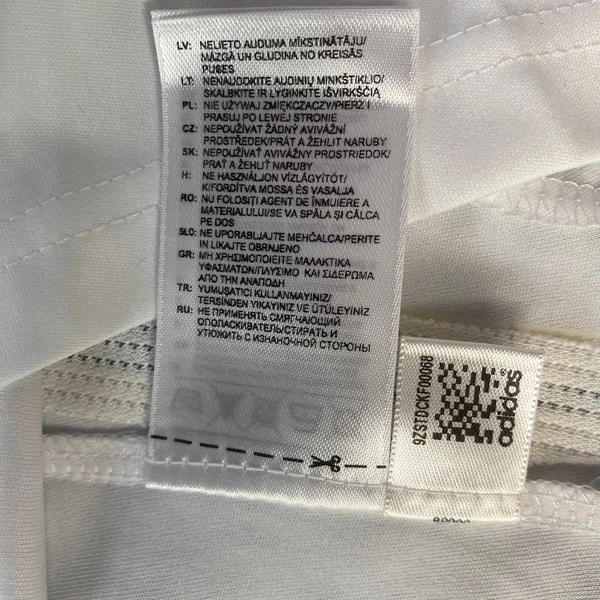 LV: NELIETO AUDUMA MĪKSTINĀTĀJU/
MAZGĀ UN GLUDINA NO KREISĀS
PUSES
LT: NENAUDOKITE AUDINIŲ MINKŠTIKLIO/
SKALBKITE IR LYGINKITE IŠVIRKŠČIĄ
PL: NIE UŻYWAJ ZMIĘKCZACZY/PIERZ I
PRASUJ PO LEWEJ STRONIE
CZ: NEPOUŽÍVAT ŽÁDNÝ AVIVÁŽNÍ
PROSTŘEDEK/PRÁT A ŽEHLIT NARUBY
SK: NEPOUŽÍVAŤ AVIVÁŽNY PROSTRIEDOK/
PRAŤ A ŽEHLIŤ NARUBY
H: NE HASZNÁLJON VÍZLÁGYÍTÓT/
KIFORDÍTVA MOSSA ÉS VASALJA
RO: NU FOLOSIŢI AGENT DE ÎNMUIERE A
MATERIALULUI/SE VA SPĂLA ŞI CĂLCA
PE DOS
SLO: NE UPORABLJAJTE MEHČALCA/PERITE
IN LIKAJTE OBRNJENO
GR: ΜΗ ΧΡΗΣΙΜΟΠΟΙΕΙΤΕ ΜΑΛΑΚΤΙΚΑ
ΥΦΑΣΜΑΤΩΝ/ΠΛΥΣΙΜΟ ΚΑΙ ΣΙΔΕΡΩΜΑ
ΑΠΟ ΤΗΝ ΑΝΑΠΟΔΗ
TR: YUMUŞATICI KULLANMAYINIZ/
TERSİNDEN YIKAYINIZ VE ÜTÜLEYİNİZ
RU: НЕ ПРИМЕНЯТЬ СМЯГЧАЮЩИЙ
ОПОЛАСКИВАТЕЛЬ/СТИРАТЬ И
УТЮЖИТЬ С ИЗНАНОЧНОЙ СТОРОНЫ
9ZSTDCKF00068
adidas